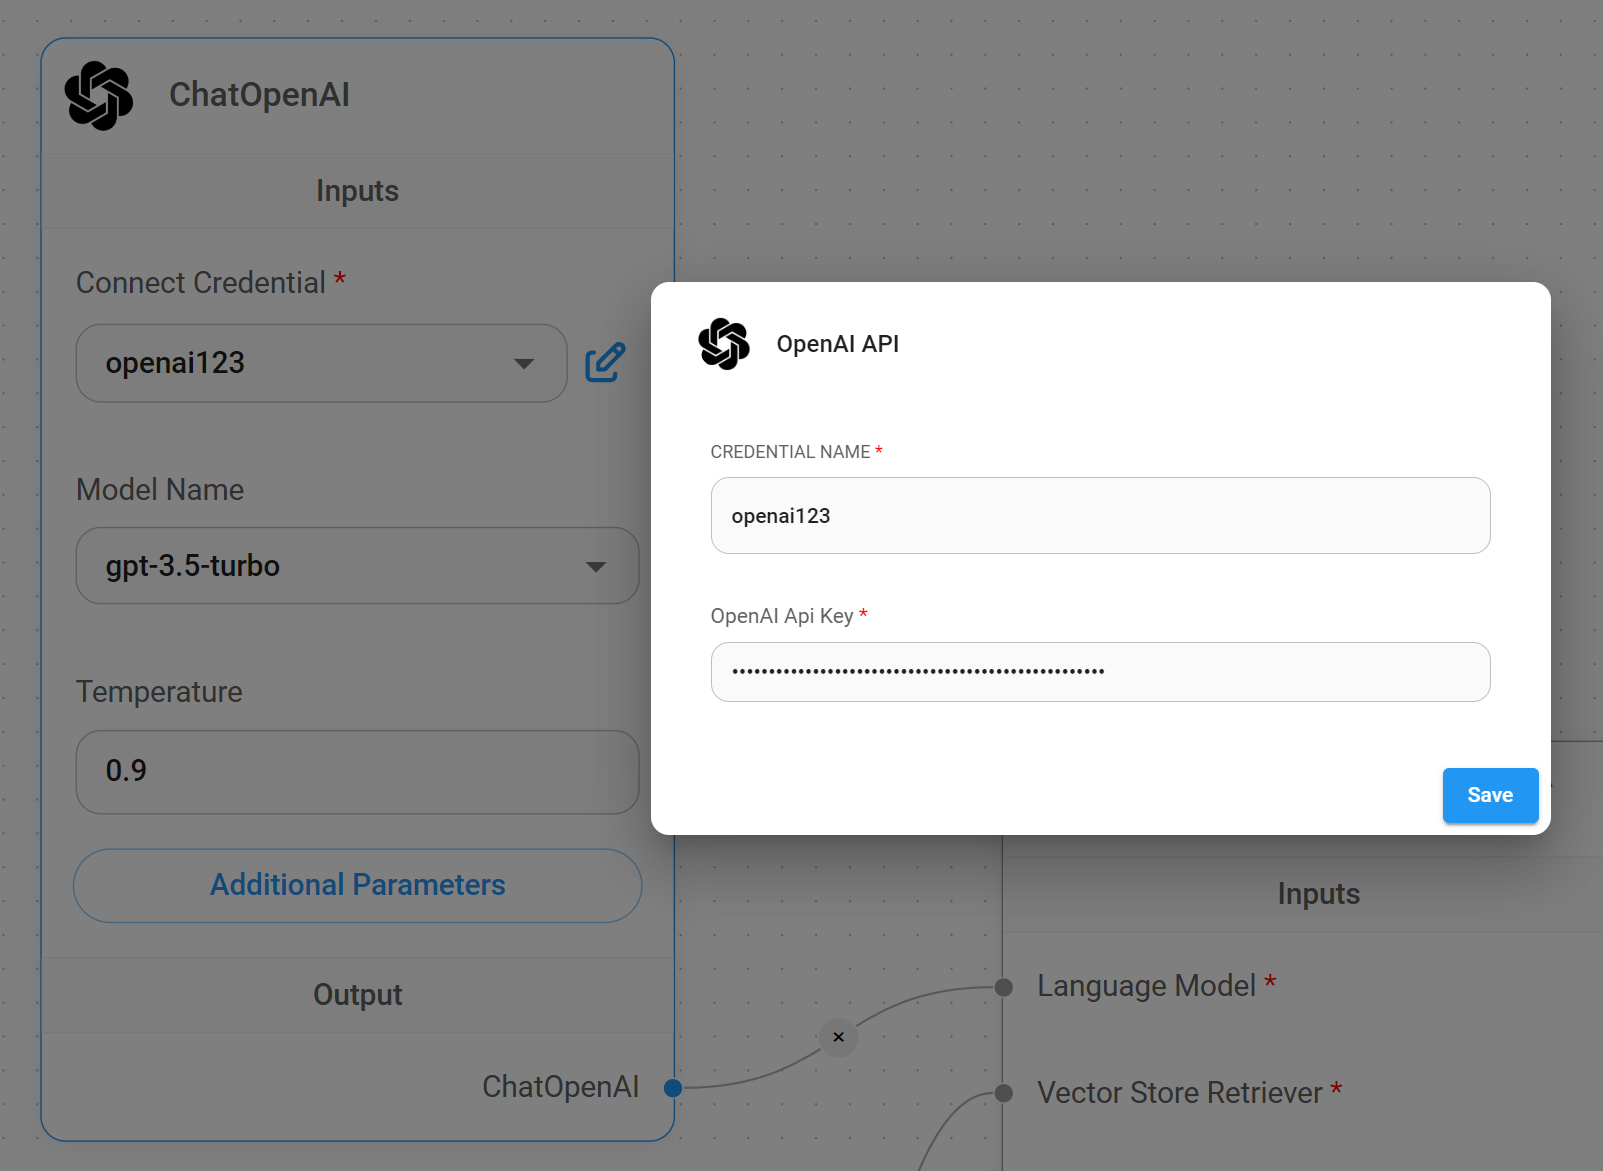 ChatOpenAI
Inputs
Connect Credential *
openai123
Model Name
gpt-3.5-turbo
Temperature
0.9
Additional Parameters
Output
ChatOpenAI
OpenAI API
CREDENTIAL NAME *
openai123
OpenAI Api Key *
•••••••••••••••••••••••••••••••••••••••••••••••••••
Save
Inputs
Language Model *
Vector Store Retriever *